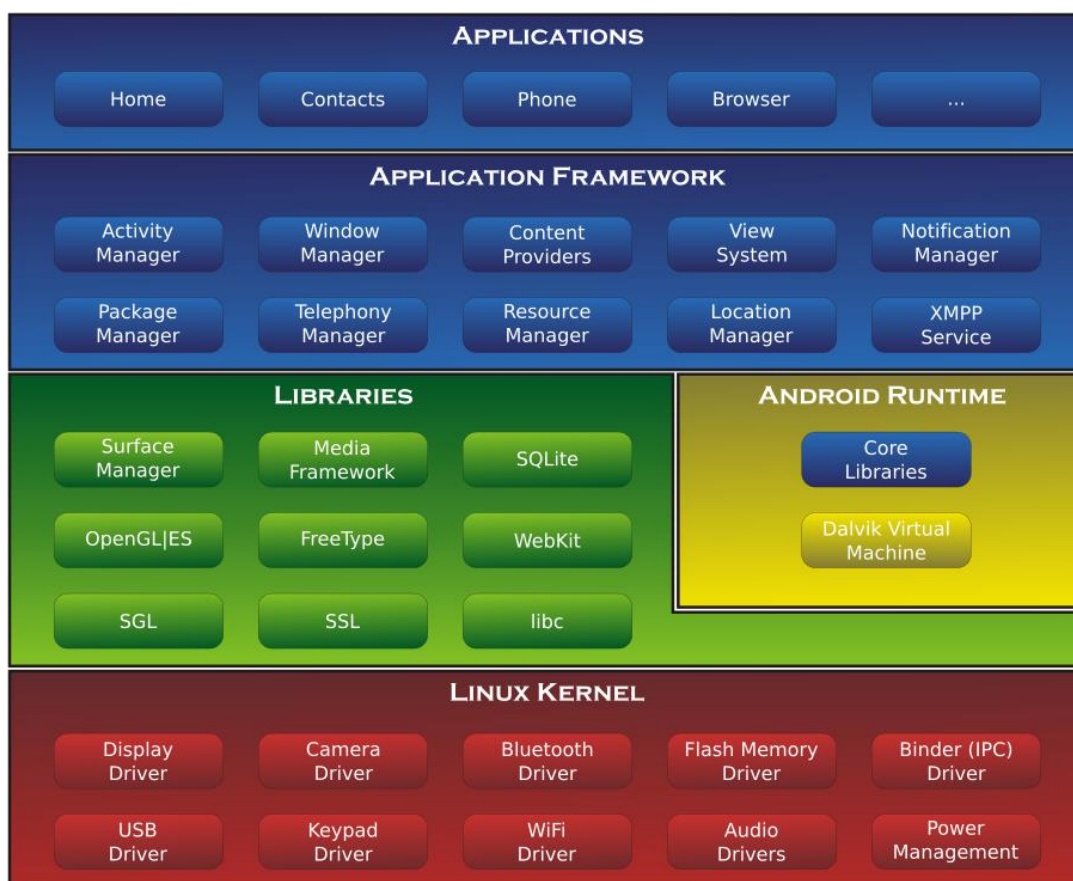 APPLICATIONS
Home
Contacts
Phone
Browser
...
APPLICATION FRAMEWORK
Activity
Manager
Window
Manager
Content
Providers
View
System
Notification
Manager
Package
Manager
Telephony
Manager
Resource
Manager
Location
Manager
XMPP
Service
LIBRARIES
Surface
Manager
Media
Framework
SQLite
OpenGL|ES
FreeType
WebKit
SGL
SSL
libc
ANDROID RUNTIME
Core
Libraries
Dalvik Virtual
Machine
LINUX KERNEL
Display
Driver
Camera
Driver
Bluetooth
Driver
Flash Memory
Driver
Binder (IPC)
Driver
USB
Driver
Keypad
Driver
WiFi
Driver
Audio
Drivers
Power
Management